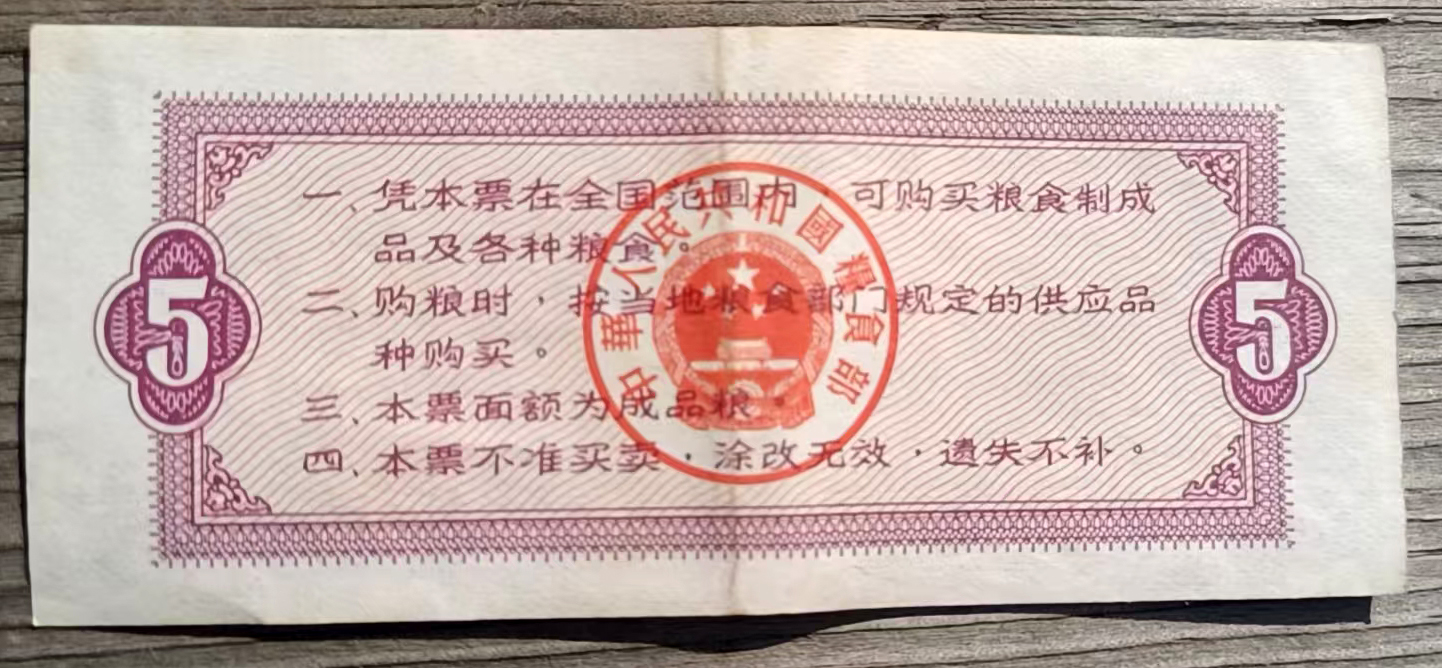 一、凭本票在全国范围内，可购买粮食制成
品及各种粮食。
二、购粮时，按当地粮食部门规定的供应品
种购买。
三、本票面额为成品粮。
四、本票不准买卖，涂改无效，遗失不补。
中華人民共和國糧食部
5
5